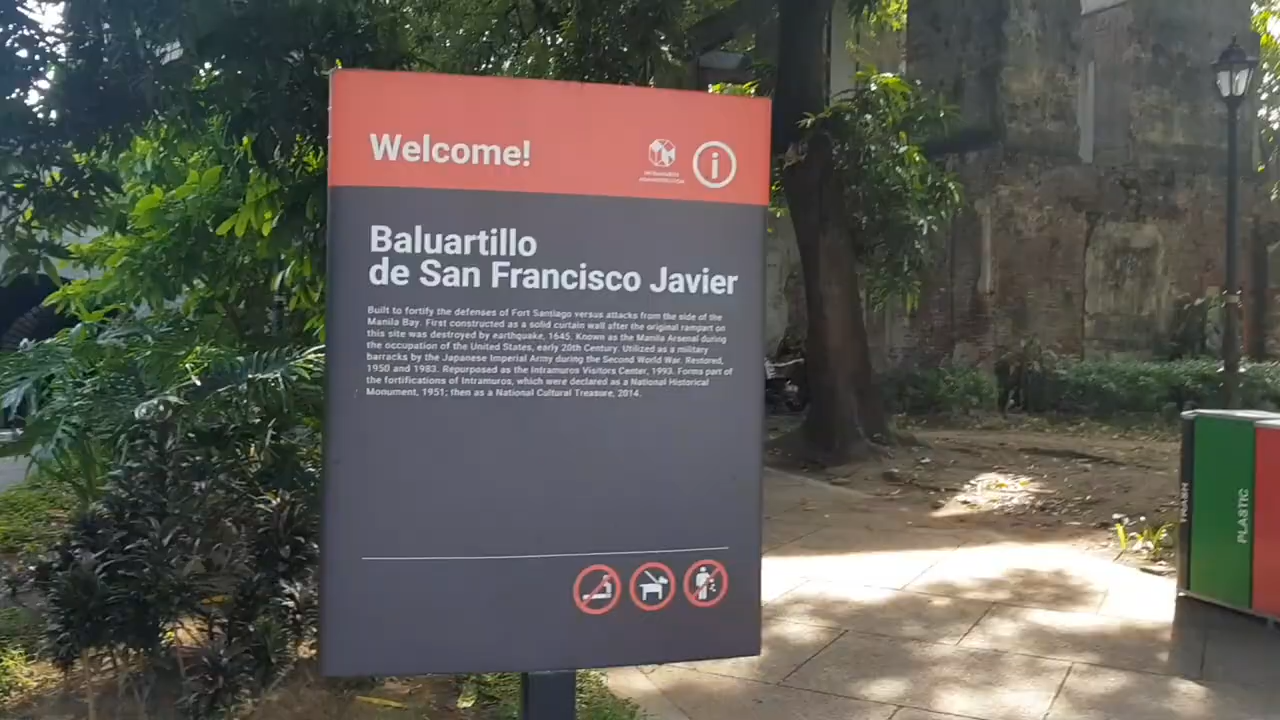 Welcome!
Baluartillo
de San Francisco Javier
Built to fortify the defenses of Fort Santiago versus attacks from the side of the
Manila Bay. First constructed as a solid curtain wall after the original rampart on
this site was destroyed by earthquake, 1645. Known as the Manila Arsenal during
the occupation of the United States, early 20th Century. Utilized as a military
barracks by the Japanese Imperial Army during the Second World War. Restored,
1950 and 1983. Repurposed as the Intramuros Visitors Center, 1993. Forms part of
the fortifications of Intramuros, which were declared as a National Historical
Monument, 1951; then as a National Cultural Treasure, 2014.
PLASTIC